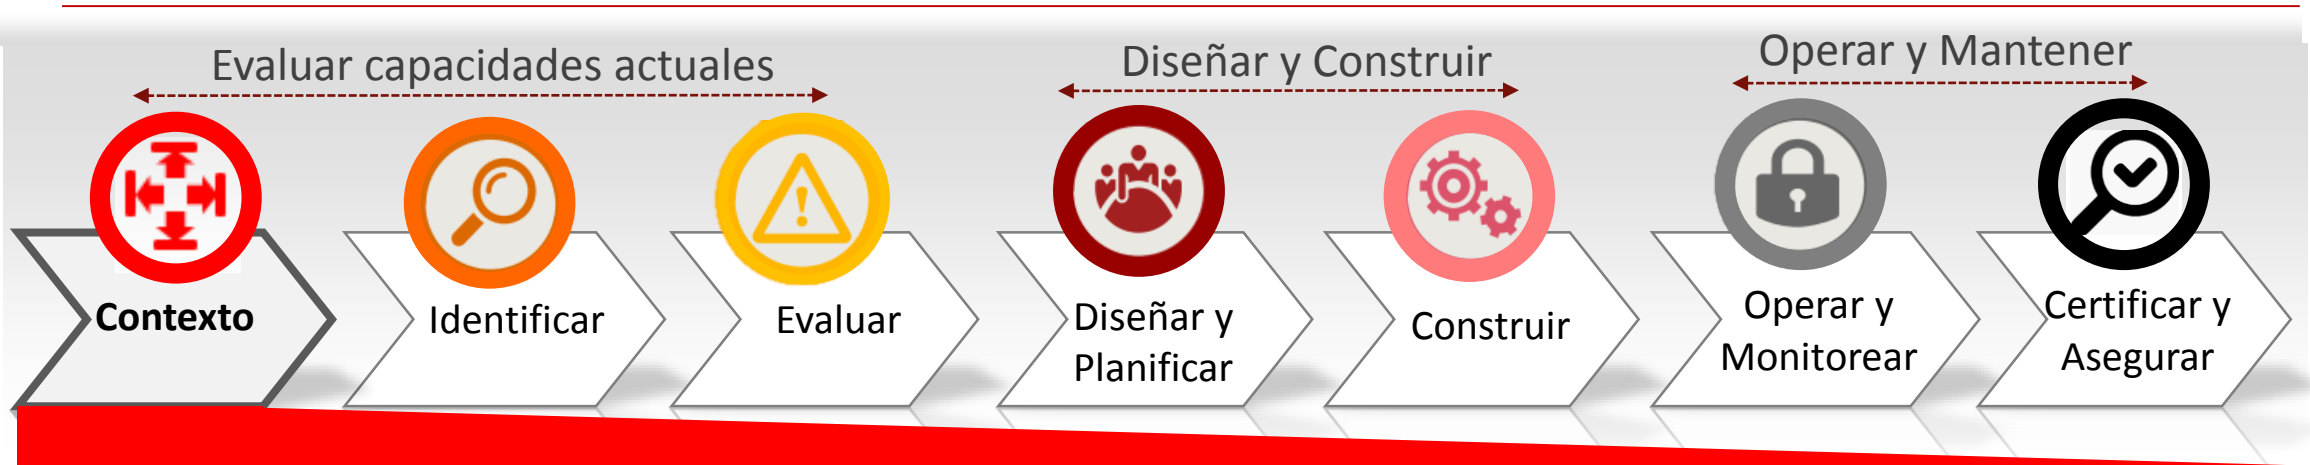 Evaluar capacidades actuales
Diseñar y Construir
Operar y Mantener
Contexto
Identificar
Evaluar
Diseñar y
Planificar
Construir
Operar y
Monitorear
Certificar y
Asegurar